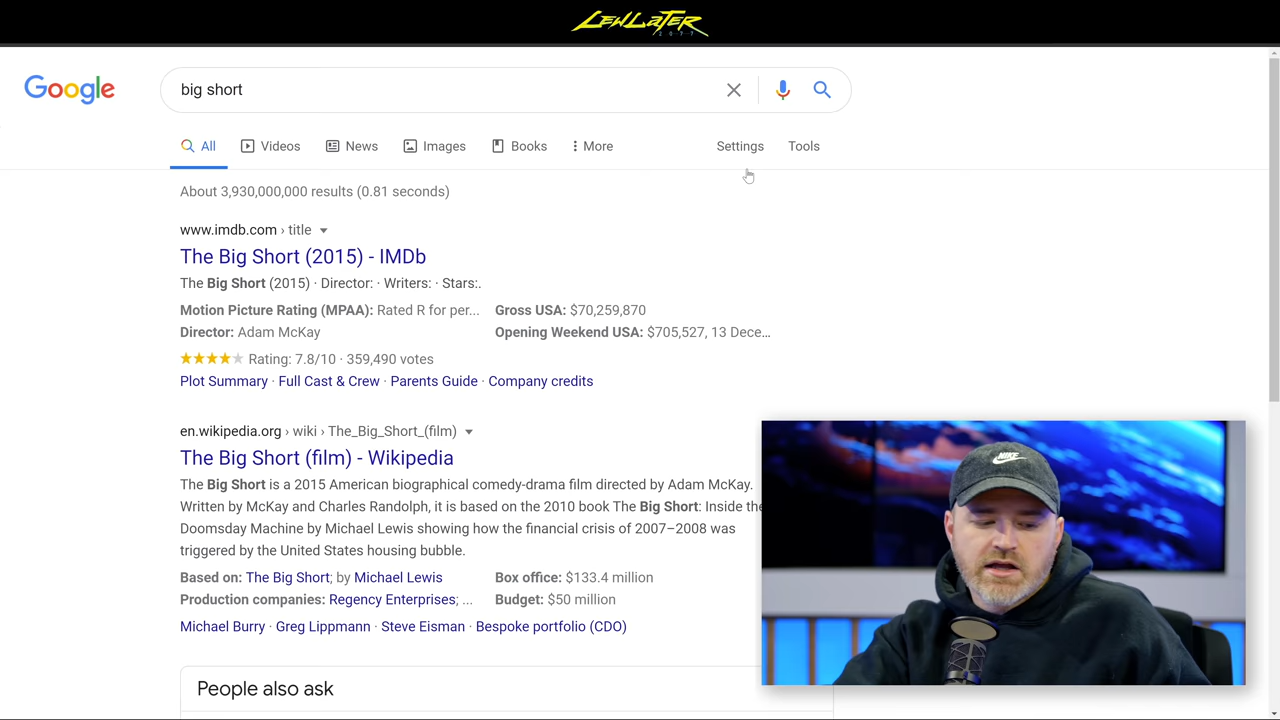 LEWLATER
2077
Google
big short
All
Videos
News
Images
Books
More
Settings
Tools
About 3,930,000,000 results (0.81 seconds)
www.imdb.com › title
The Big Short (2015) - IMDb
The Big Short (2015) · Director: · Writers: · Stars:.
Motion Picture Rating (MPAA): Rated R for per... Gross USA: $70,259,870
Director: Adam McKay Opening Weekend USA: $705,527, 13 Dece...
Rating: 7.8/10 · 359,490 votes
Plot Summary · Full Cast & Crew · Parents Guide · Company credits
en.wikipedia.org › wiki › The_Big_Short_(film)
The Big Short (film) - Wikipedia
The Big Short is a 2015 American biographical comedy-drama film directed by Adam McKay.
Written by McKay and Charles Randolph, it is based on the 2010 book The Big Short: Inside the
Doomsday Machine by Michael Lewis showing how the financial crisis of 2007–2008 was
triggered by the United States housing bubble.
Based on: The Big Short; by Michael Lewis Box office: $133.4 million
Production companies: Regency Enterprises; ... Budget: $50 million
Michael Burry · Greg Lippmann · Steve Eisman · Bespoke portfolio (CDO)
People also ask
NIKE